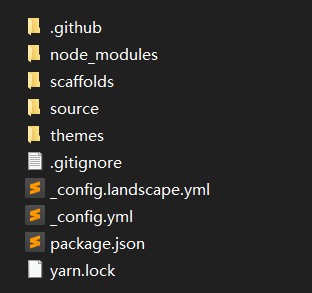 .github
node_modules
scaffolds
source
themes
.gitignore
_config.landscape.yml
_config.yml
package.json
yarn.lock